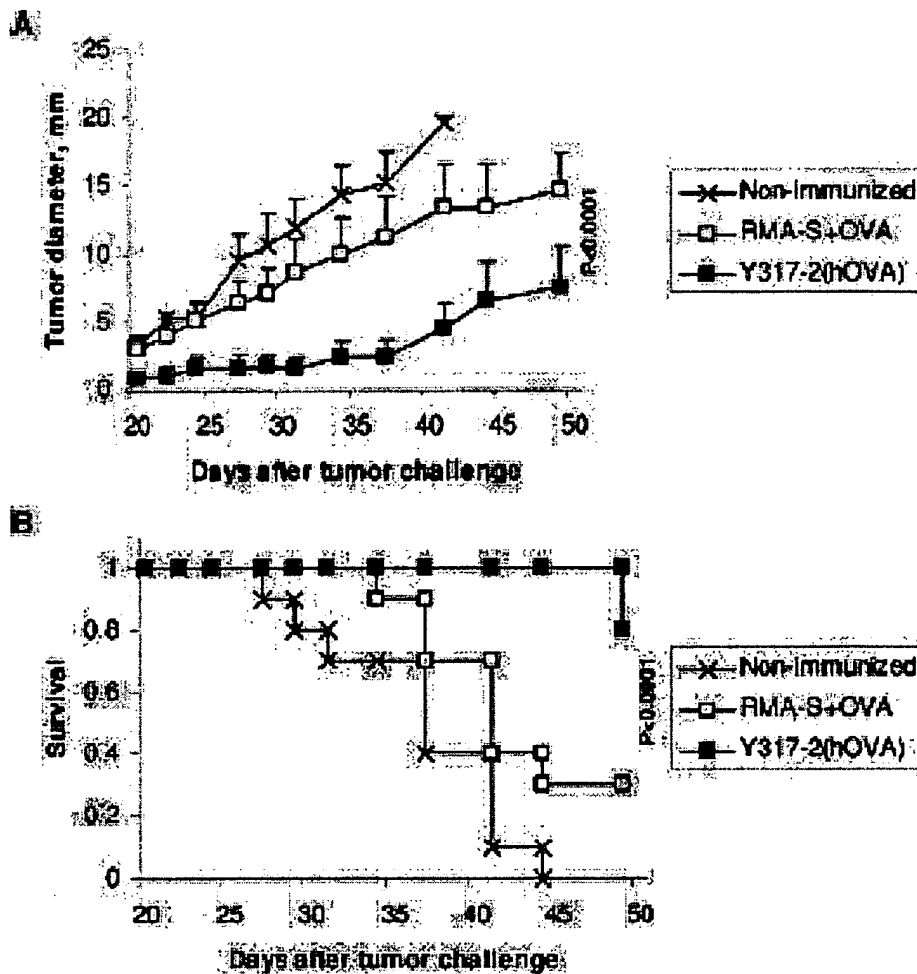 A
25
20
15
10
5
0
Tumor diameter, mm
20 25 30 35 40 45 50
Days after tumor challenge
P<0.0001
Non-immunized
RMA-S+OVA
Y317-2(hOVA)
B
1
0.8
0.6
0.4
0.2
0
Survival
20 25 30 35 40 45 50
Days after tumor challenge
P<0.0001
Non-immunized
RMA-S+OVA
Y317-2(hOVA)